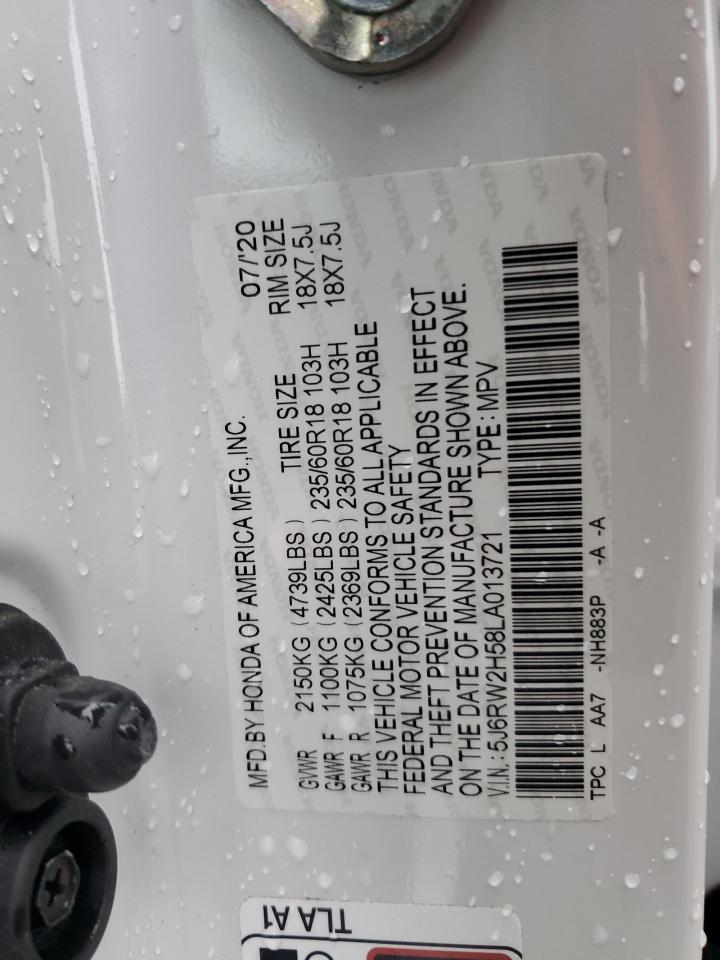 MFD.BY HONDA OF AMERICA MFG.,INC. 07/'20
TIRE SIZE RIM SIZE
GVWR 2150KG (4739LBS)
GAWR F 1100KG (2425LBS) 235/60R18 103H 18X7.5J
GAWR R 1075KG (2369LBS) 235/60R18 103H 18X7.5J
THIS VEHICLE CONFORMS TO ALL APPLICABLE
FEDERAL MOTOR VEHICLE SAFETY
AND THEFT PREVENTION STANDARDS IN EFFECT
ON THE DATE OF MANUFACTURE SHOWN ABOVE.
V.I.N.:5J6RW2H58LA013721 TYPE:MPV
TPC L AA7 -NH883P -A -A
TLA A1